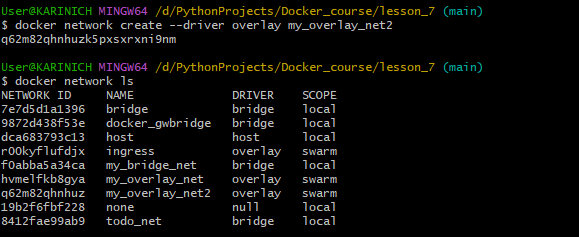 User@KARINICH MINGW64 /d/PythonProjects/Docker_course/lesson_7 (main)
$ docker network create --driver overlay my_overlay_net2
q62m82qhnhuzk5pxsxrxni9nm
User@KARINICH MINGW64 /d/PythonProjects/Docker_course/lesson_7 (main)
$ docker network ls
NETWORK ID     NAME              DRIVER    SCOPE
7e7d5d1a1396   bridge            bridge    local
9872d438f53e   docker_gwbridge   bridge    local
dca683793c13   host              host      local
r00kyflufdjx   ingress           overlay   swarm
f0abba5a34ca   my_bridge_net     bridge    local
hvmelfkb8gya   my_overlay_net    overlay   swarm
q62m82qhnhuz   my_overlay_net2   overlay   swarm
19b2f6fbf228   none              null      local
8412fae99ab9   todo_net          bridge    local